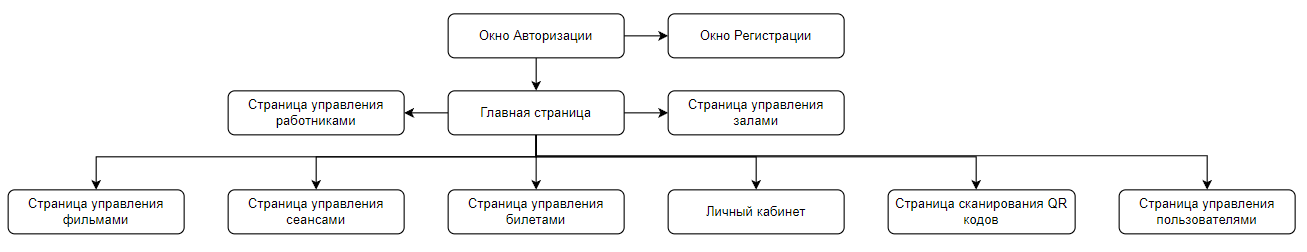 Окно Авторизации
Окно Регистрации
Страница управления
работниками
Главная страница
Страница управления
залами
Страница управления
фильмами
Страница управления
сеансами
Страница управления
билетами
Личный кабинет
Страница сканирования QR
кодов
Страница управления
пользователями